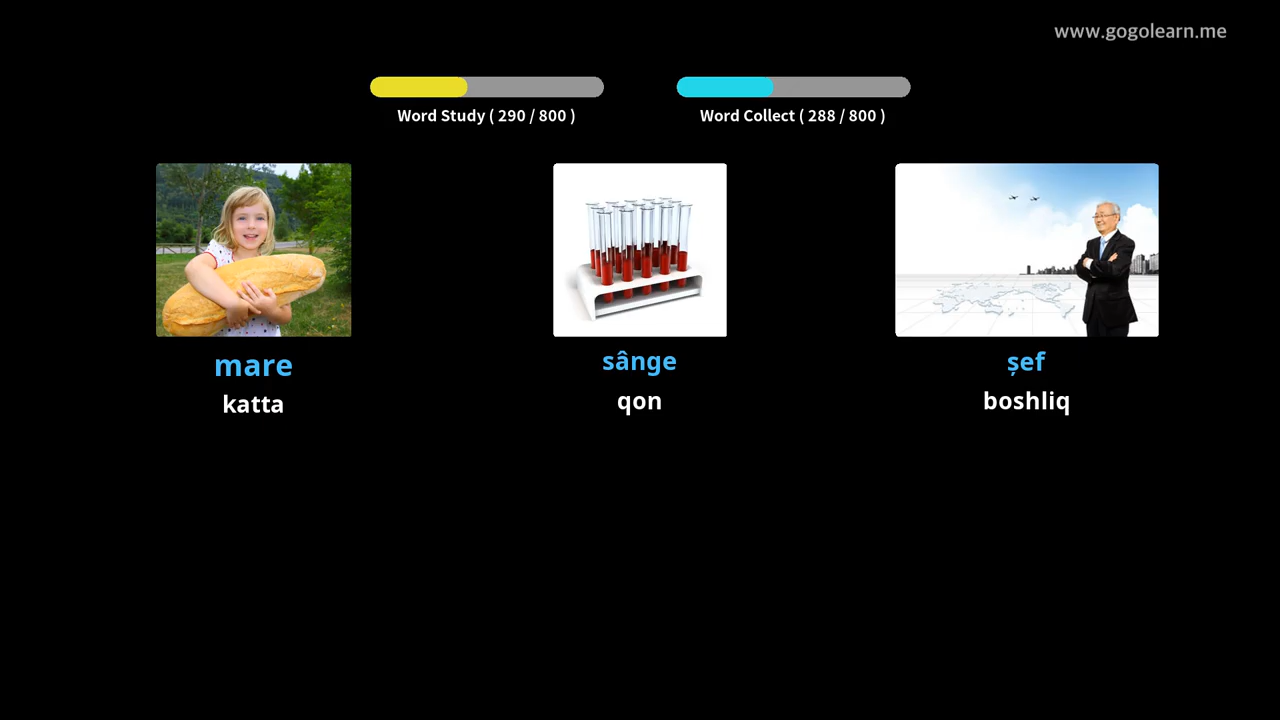 www.gogolearn.me
Word Study ( 290 / 800 )
Word Collect ( 288 / 800 )
mare
katta
sânge
qon
șef
boshliq